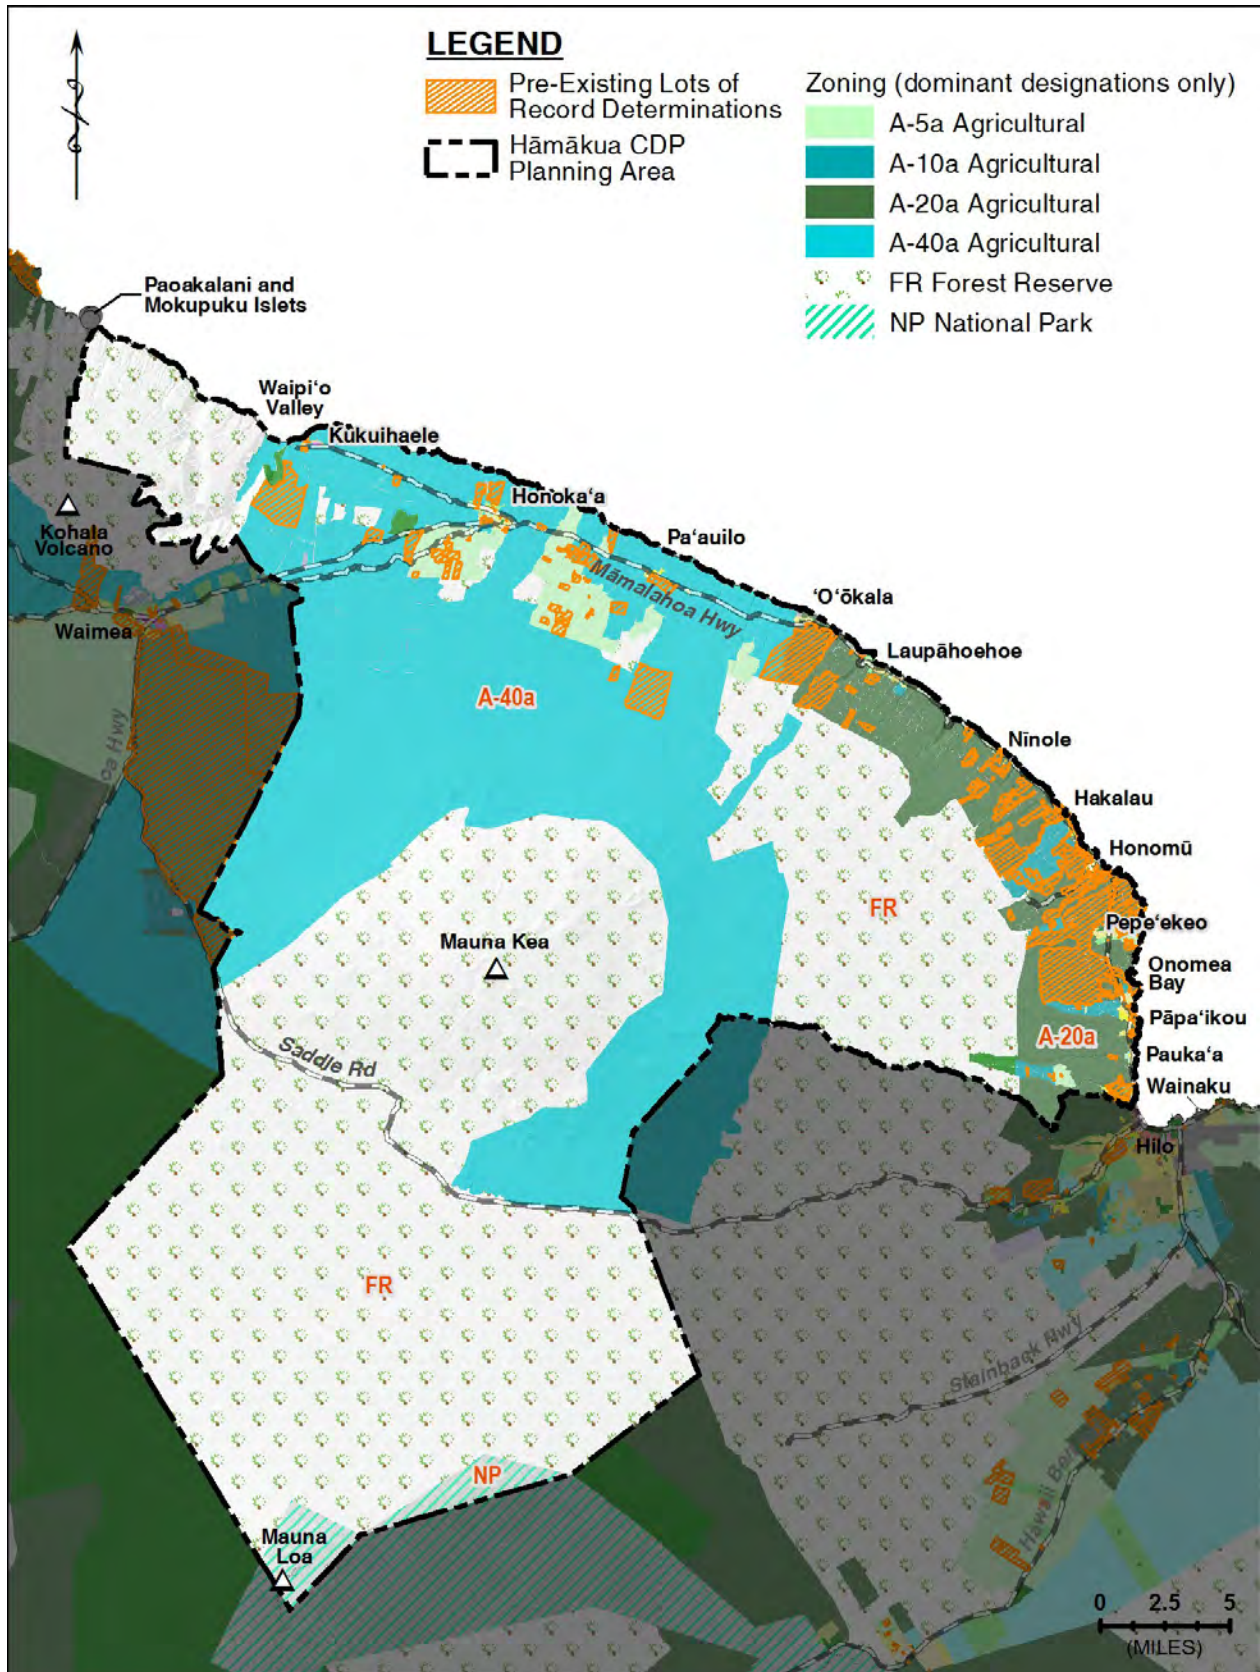 LEGEND
Pre-Existing Lots of
Record Determinations
Hāmākua CDP
Planning Area
Zoning (dominant designations only)
A-5a Agricultural
A-10a Agricultural
A-20a Agricultural
A-40a Agricultural
FR Forest Reserve
NP National Park
Paoakalani and
Mokupuku Islets
Waipi‘o
Valley
Kukuihaele
Honoka‘a
Kohala
Volcano
Pa‘auilo
Māmalahoa Hwy
‘O‘ōkala
Waimea
Laupāhoehoe
A-40a
oa Hwy
Nīnole
Hakalau
Honomū
FR
Pepe‘ekeo
Mauna Kea
Onomea
Bay
Pāpa‘ikou
A-20a
Pauka‘a
Saddle Rd
Wainaku
Hilo
FR
Stainback Hwy
NP
Hawaii Bel
Mauna
Loa
0 2.5 5
(MILES)